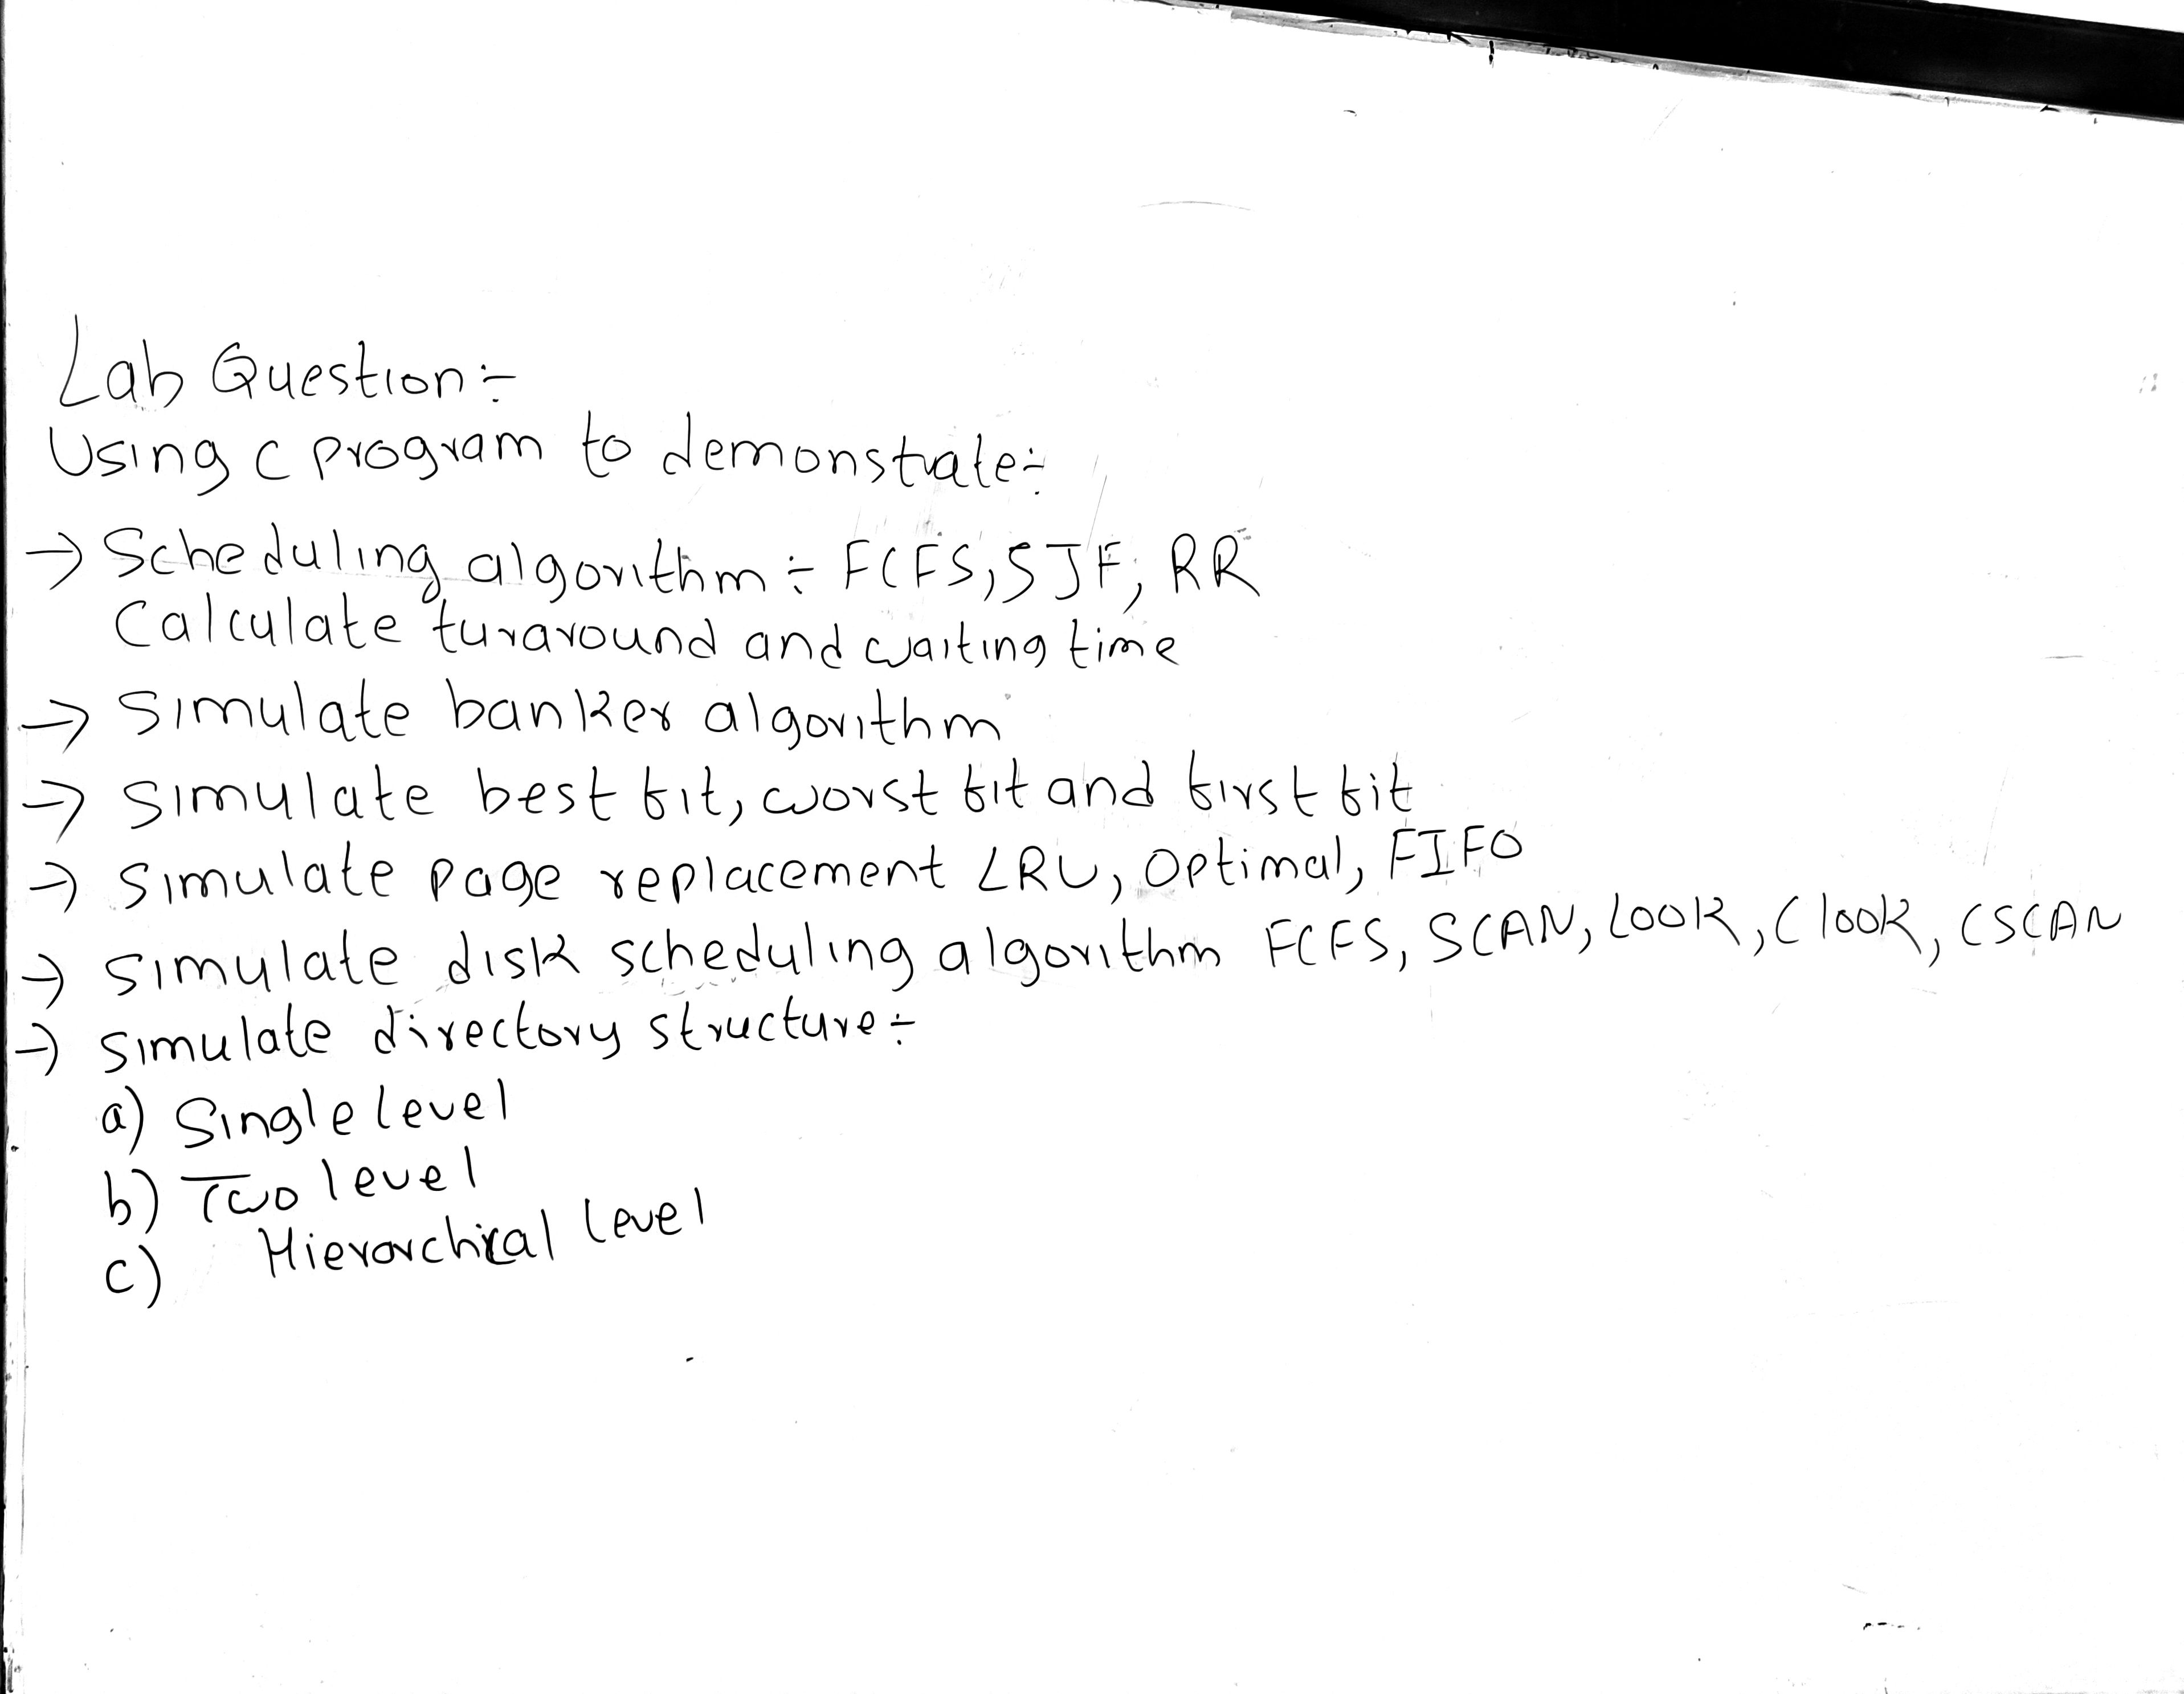 Lab Question:-
Using C program to demonstrate:-
→ Scheduling algorithm :- FCFS, SJF, RR
Calculate turaround and waiting time
→ Simulate banker algorithm
→ Simulate best fit, worst fit and first fit
→ Simulate page replacement LRU, Optimal, FIFO
→ Simulate disk scheduling algorithm FCFS, SCAN, LOOK, C look, CSCAN
→ Simulate directory structure:-
a) Single level
b) Two level
c) Hierarchical level